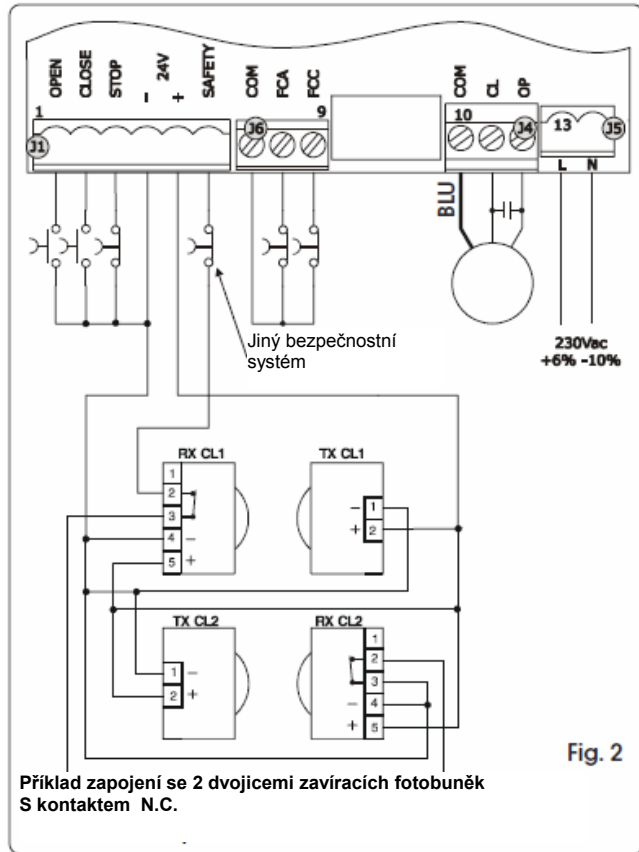 OPEN CLOSE STOP – 24V + SAFETY COM FCA FCC COM CL OP
1 9 10 13
J1 J6 J4 J5
L N
BLU
Jiný bezpečnostní
systém
230Vac
+6% -10%
RX CL1 TX CL1
1
2
3
4 –
5 +
– 1
+ 2
TX CL2 RX CL2
1 –
2 +
1
2
3
– 4
+ 5
Fig. 2
Příklad zapojení se 2 dvojicemi zavíracích fotobuněk
S kontaktem N.C.